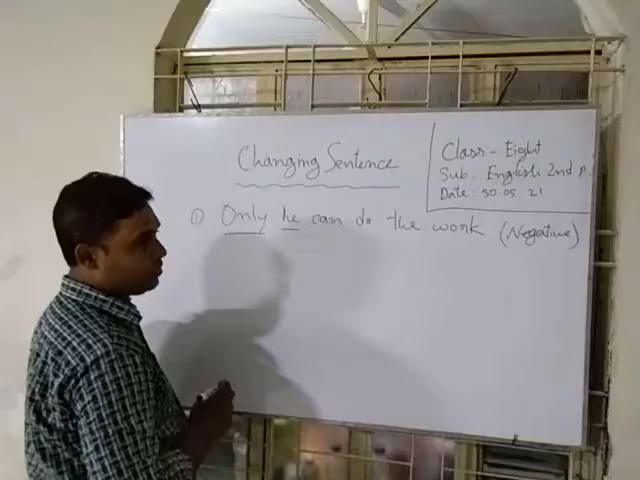 Changing Sentence
Class - Eight
Sub. English 2nd P.
Date: 30.05 21
① Only he can do the work (Negative)